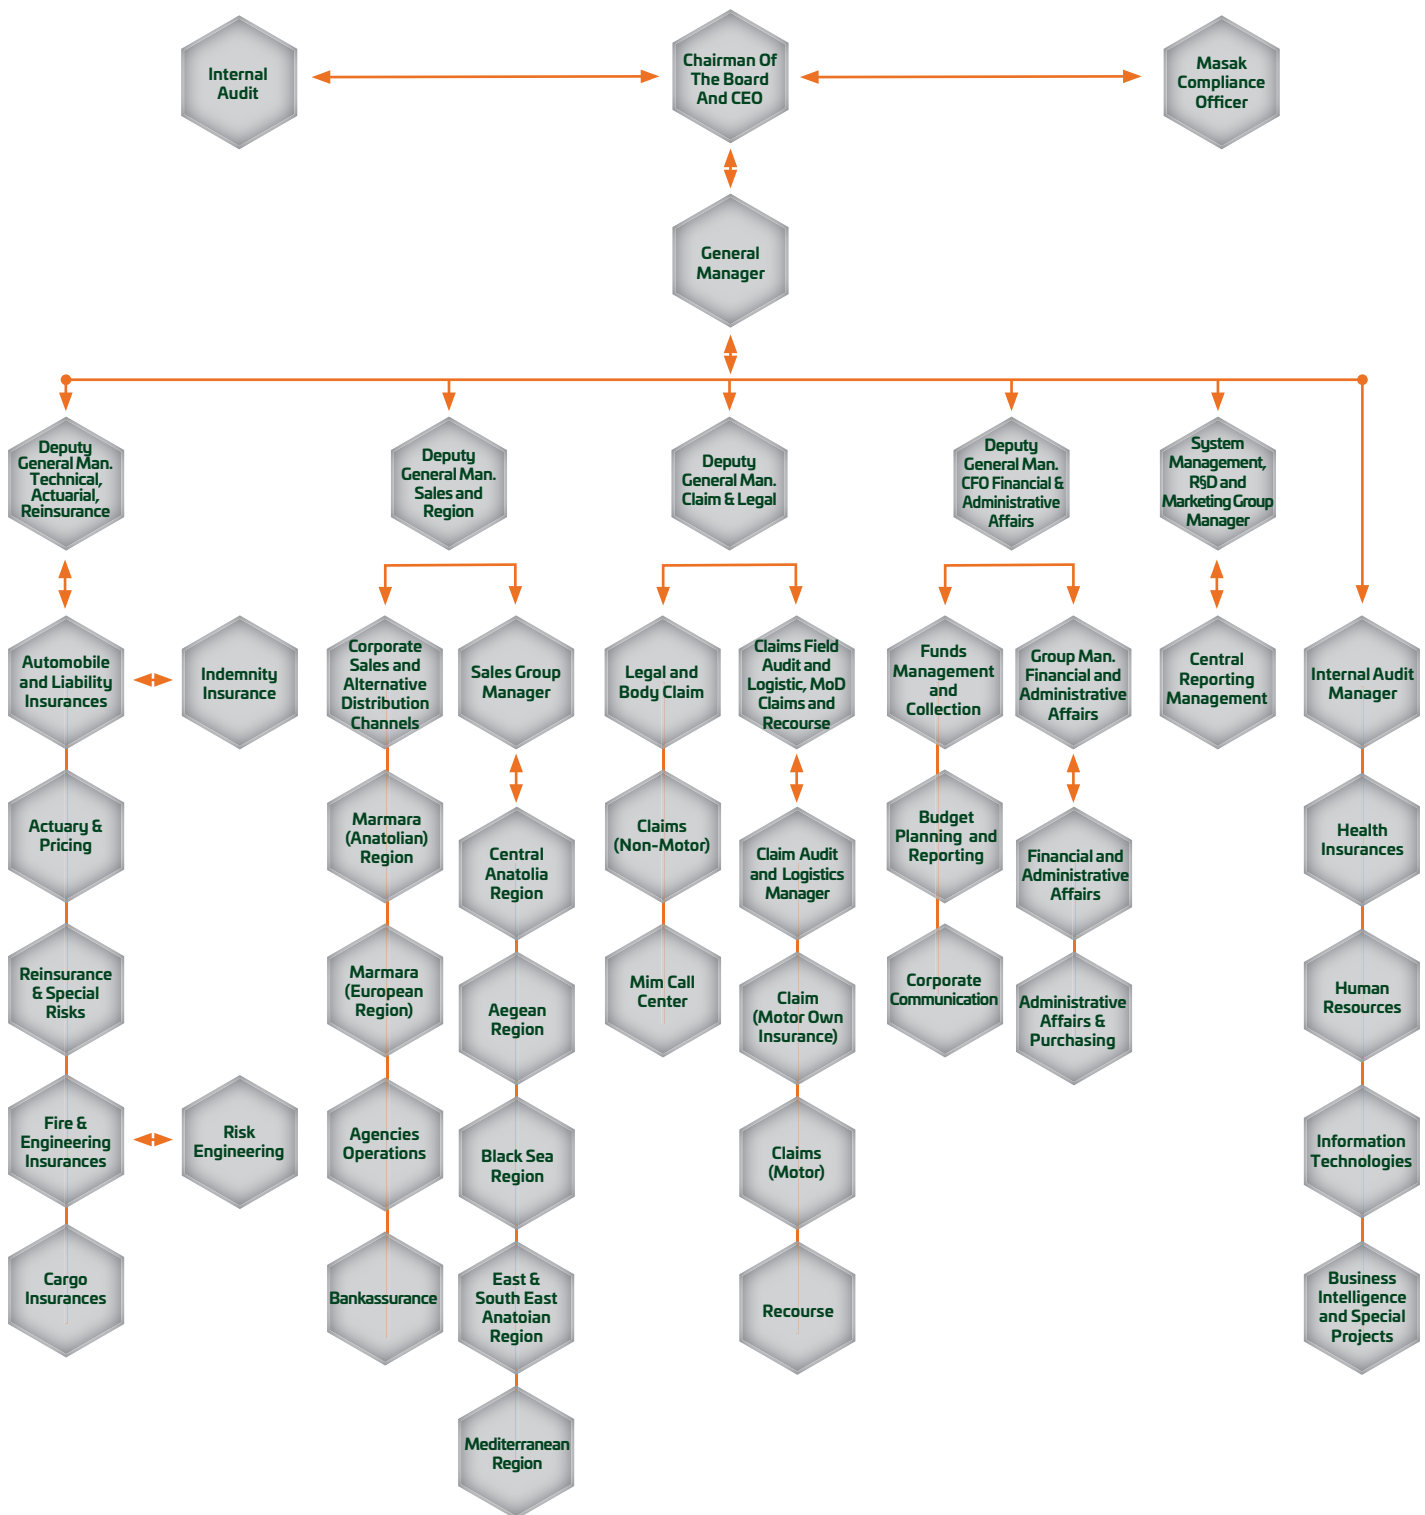 Internal
Audit
Chairman Of
The Board
And CEO
Masak
Compliance
Officer
General
Manager
Deputy
General Man.
Technical,
Actuarial,
Reinsurance
Deputy
General Man.
Sales and
Region
Deputy
General Man.
Claim & Legal
Deputy
General Man.
CFO Financial &
Administrative
Affairs
System
Management,
R§D and
Marketing Group
Manager
Automobile
and Liability
Insurances
Indemnity
Insurance
Corporate
Sales and
Alternative
Distribution
Channels
Sales Group
Manager
Legal and
Body Claim
Claims Field
Audit and
Logistic, MoD
Claims and
Recourse
Funds
Management
and
Collection
Group Man.
Financial and
Administrative
Affairs
Central
Reporting
Management
Internal Audit
Manager
Actuary &
Pricing
Marmara
(Anatolian)
Region
Central
Anatolia
Region
Claims
(Non-Motor)
Claim Audit
and Logistics
Manager
Budget
Planning and
Reporting
Financial and
Administrative
Affairs
Health
Insurances
Reinsurance
& Special
Risks
Marmara
(European
Region)
Aegean
Region
Mim Call
Center
Claim
(Motor Own
Insurance)
Corporate
Communication
Administrative
Affairs &
Purchasing
Human
Resources
Fire &
Engineering
Insurances
Risk
Engineering
Agencies
Operations
Black Sea
Region
Claims
(Motor)
Information
Technologies
Cargo
Insurances
Bankassurance
East &
South East
Anatoian
Region
Recourse
Business
Intelligence
and Special
Projects
Mediterranean
Region